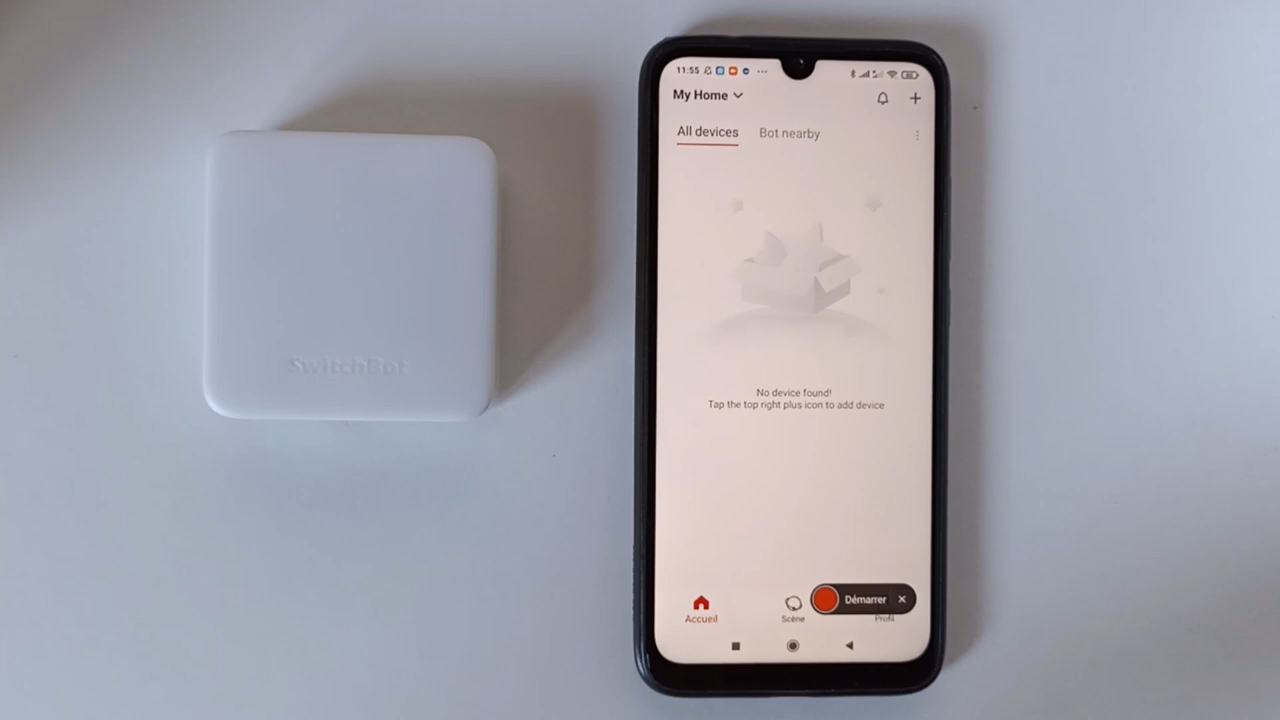 SwitchBot
11:55
My Home
All devices
Bot nearby
No device found!
Tap the top right plus icon to add device
Démarrer
Accueil
Scène
Profil